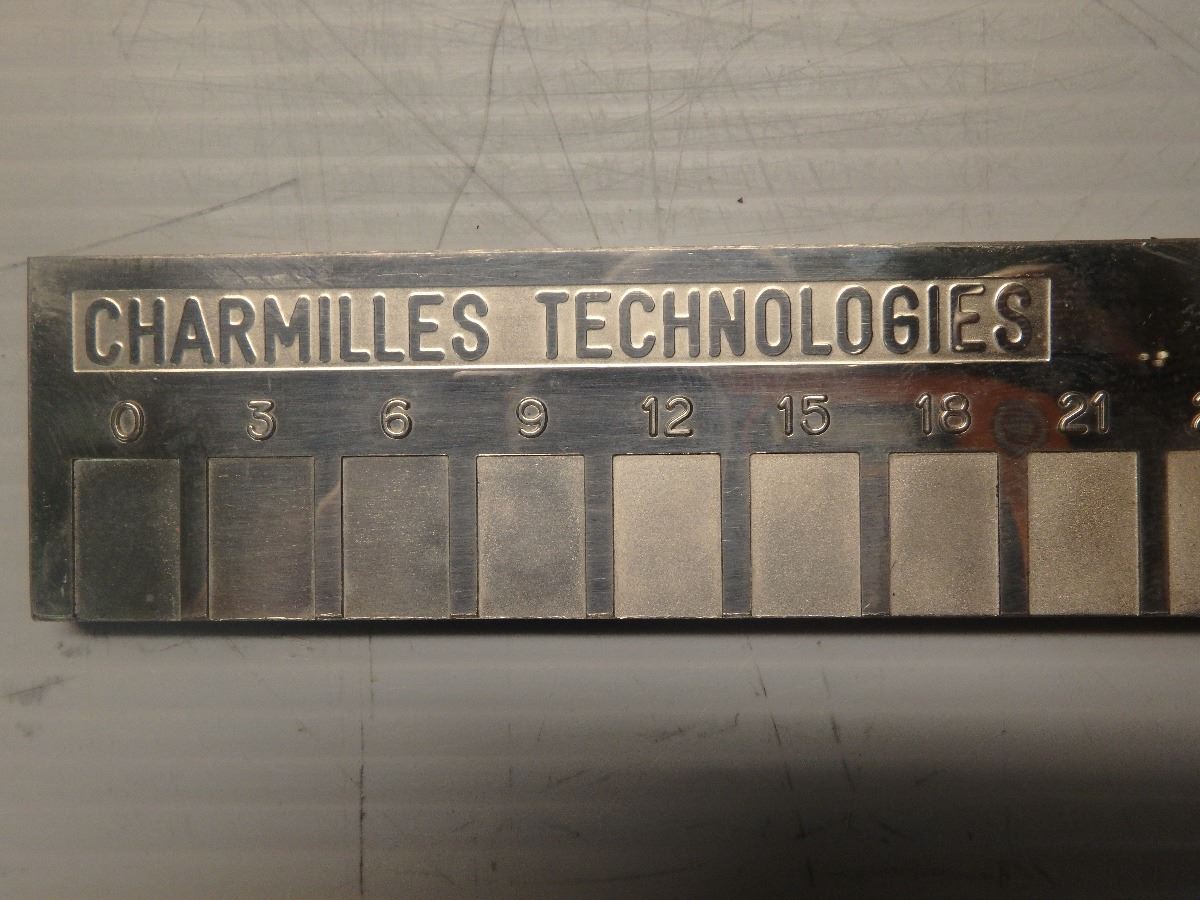 CHARMILLES TECHNOLOGIES
0 3 6 9 12 15 18 21